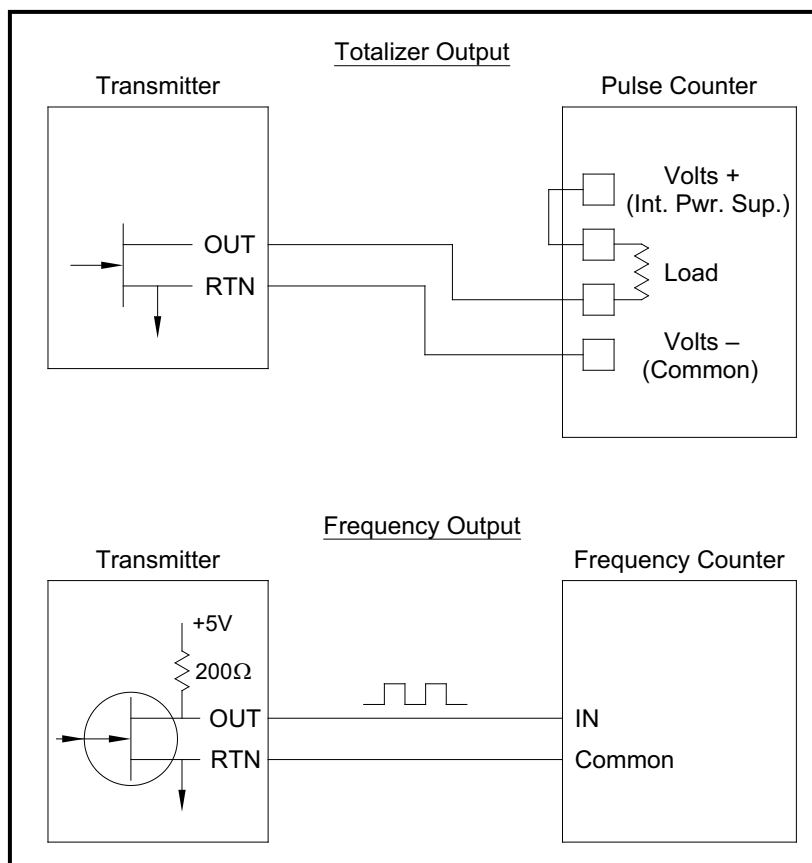 Totalizer Output
Transmitter
Pulse Counter
Volts +
(Int. Pwr. Sup.)
OUT
Load
RTN
Volts –
(Common)
Frequency Output
Transmitter
Frequency Counter
+5V
200Ω
OUT
IN
RTN
Common